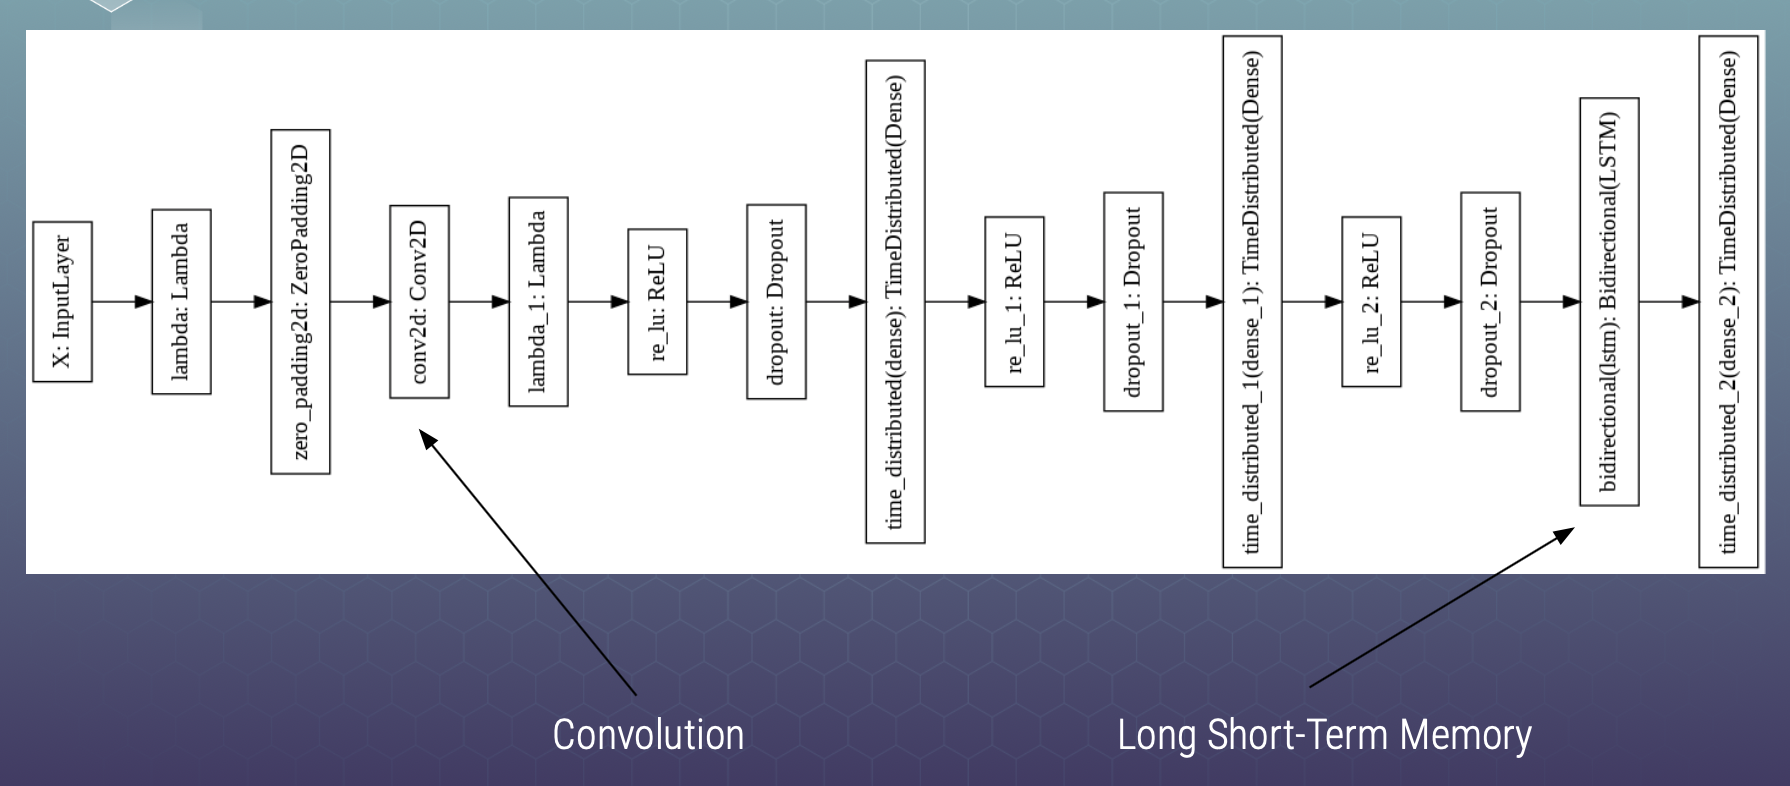 X: InputLayer
lambda: Lambda
zero_padding2d: ZeroPadding2D
conv2d: Conv2D
lambda_1: Lambda
re_lu: ReLU
dropout: Dropout
time_distributed(dense): TimeDistributed(Dense)
re_lu_1: ReLU
dropout_1: Dropout
time_distributed_1(dense_1): TimeDistributed(Dense)
re_lu_2: ReLU
dropout_2: Dropout
bidirectional(lstm): Bidirectional(LSTM)
time_distributed_2(dense_2): TimeDistributed(Dense)
Convolution
Long Short-Term Memory